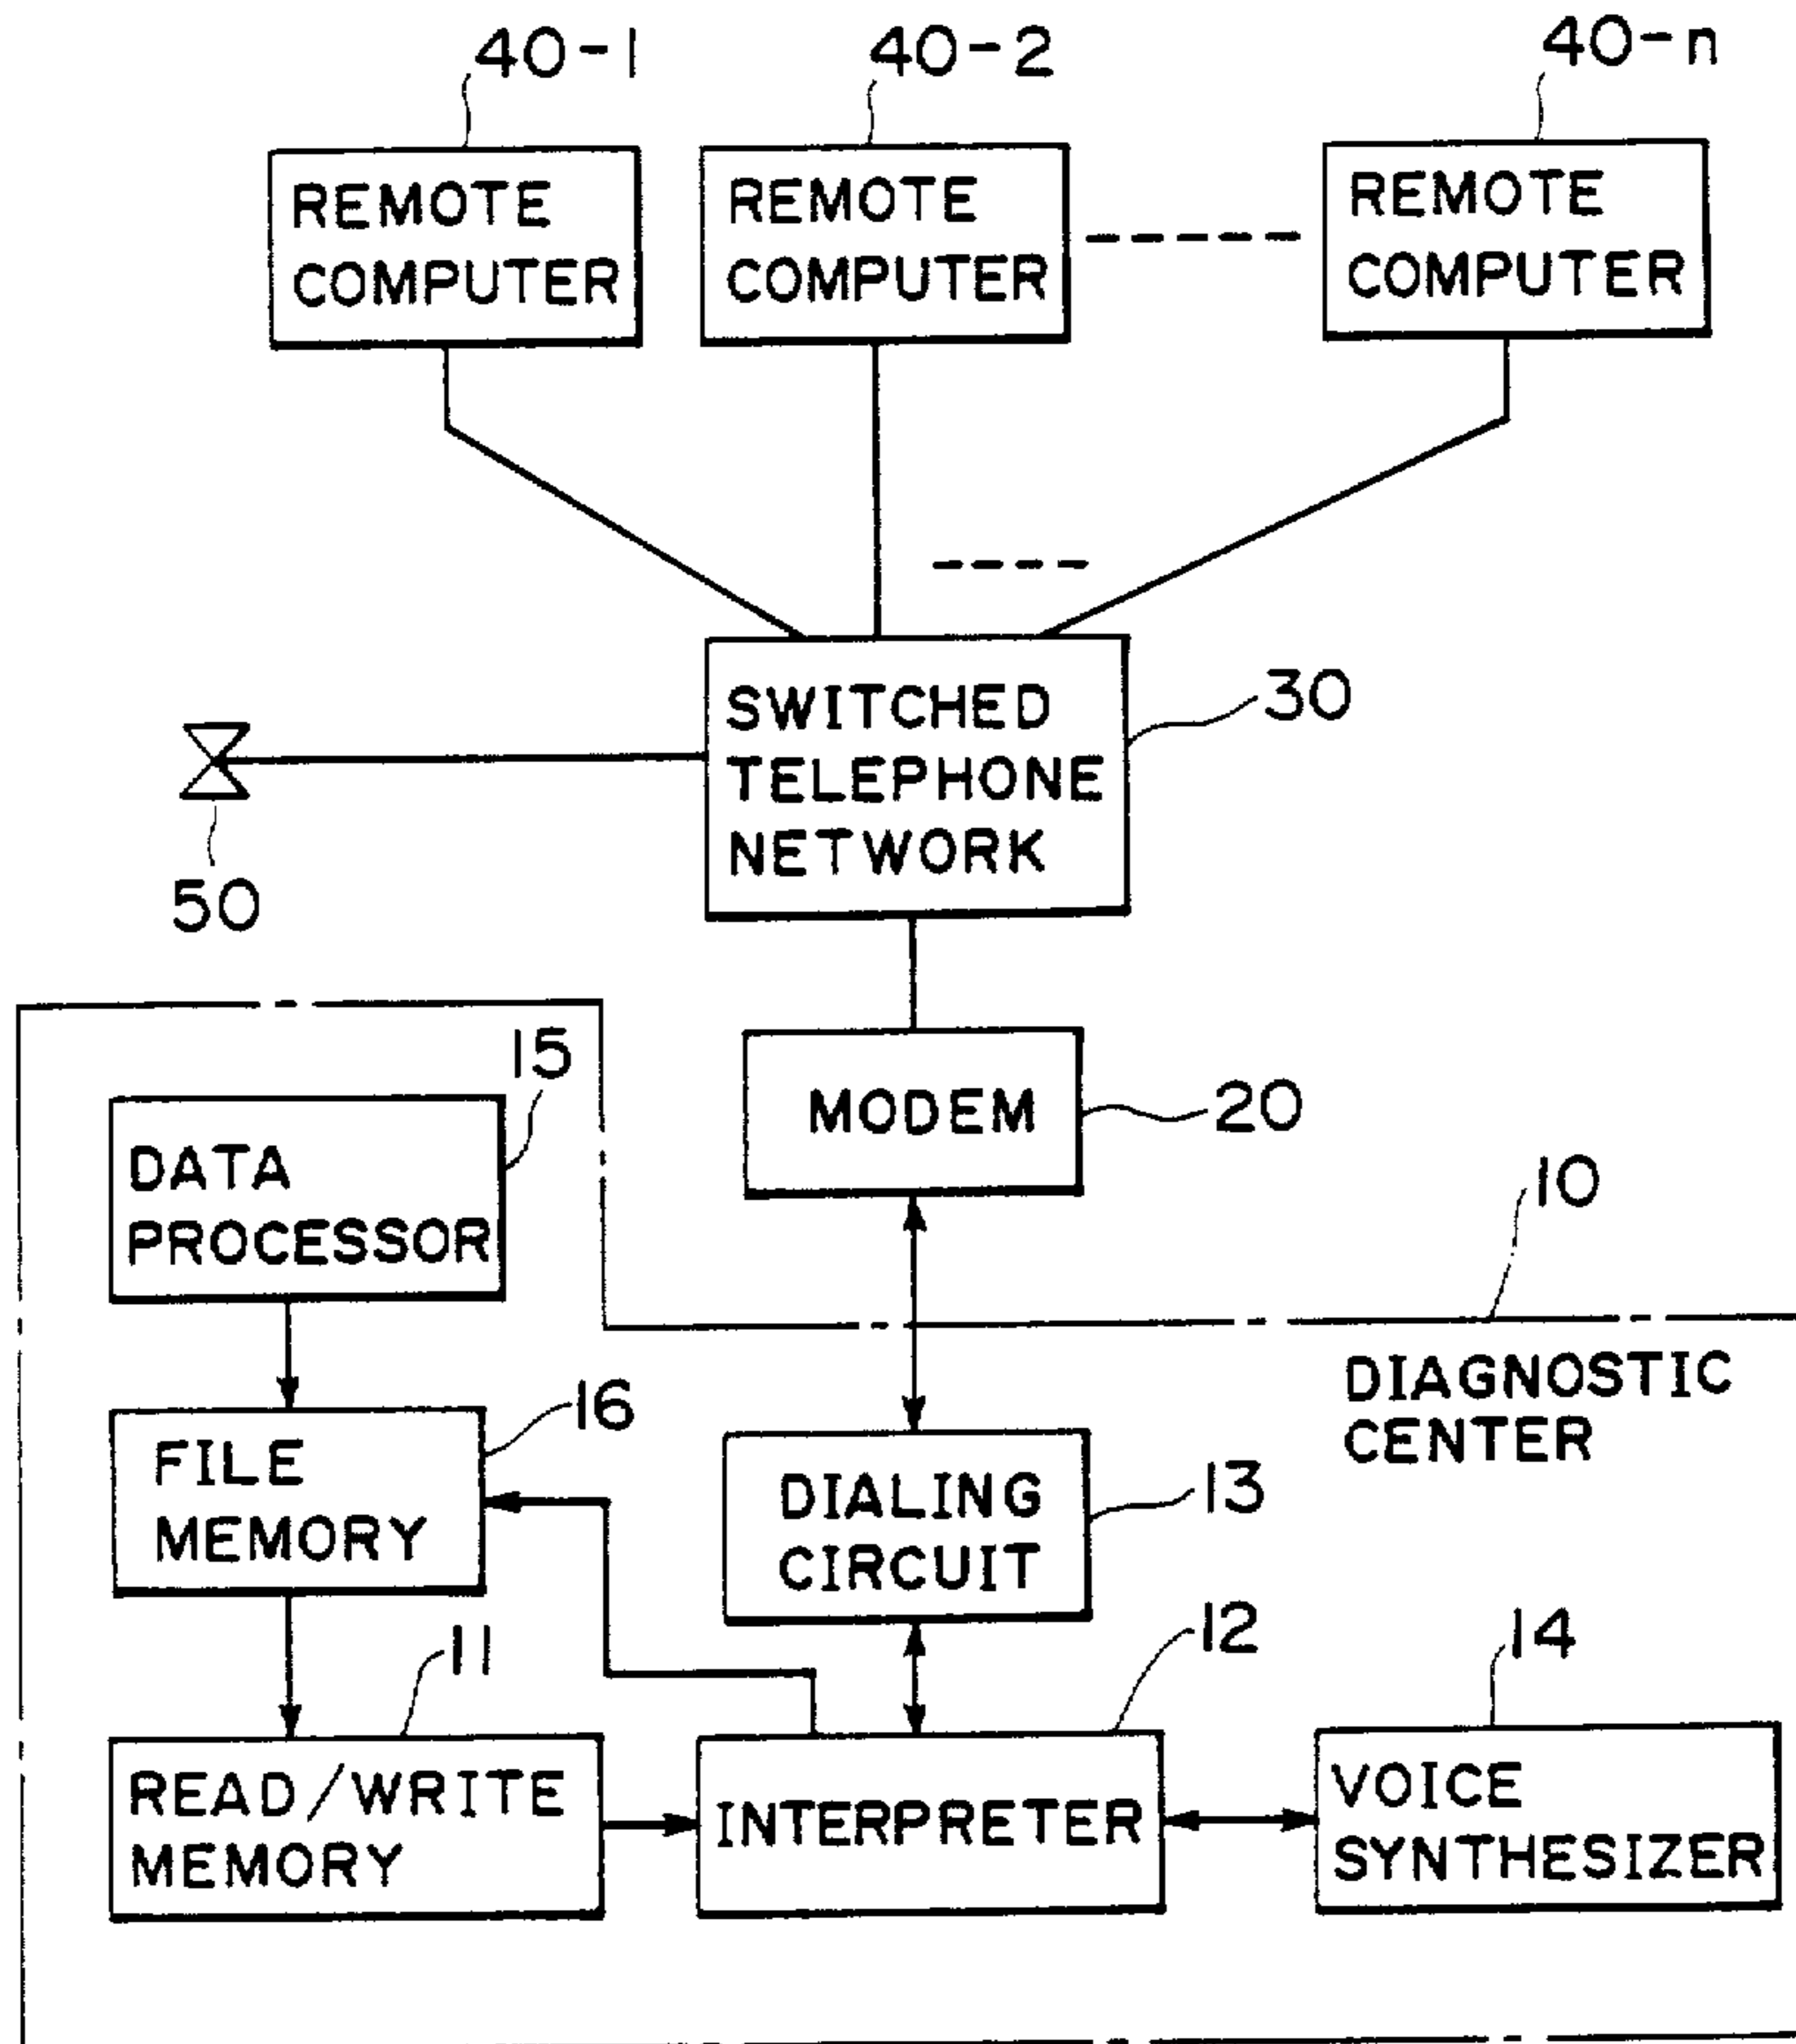 40-1
40-2
40-n
REMOTE
COMPUTER
REMOTE
COMPUTER
REMOTE
COMPUTER
SWITCHED
TELEPHONE
NETWORK
30
50
15
MODEM
20
DATA
PROCESSOR
10
DIAGNOSTIC
CENTER
16
FILE
MEMORY
DIALING
CIRCUIT
13
11
12
14
READ/WRITE
MEMORY
INTERPRETER
VOICE
SYNTHESIZER